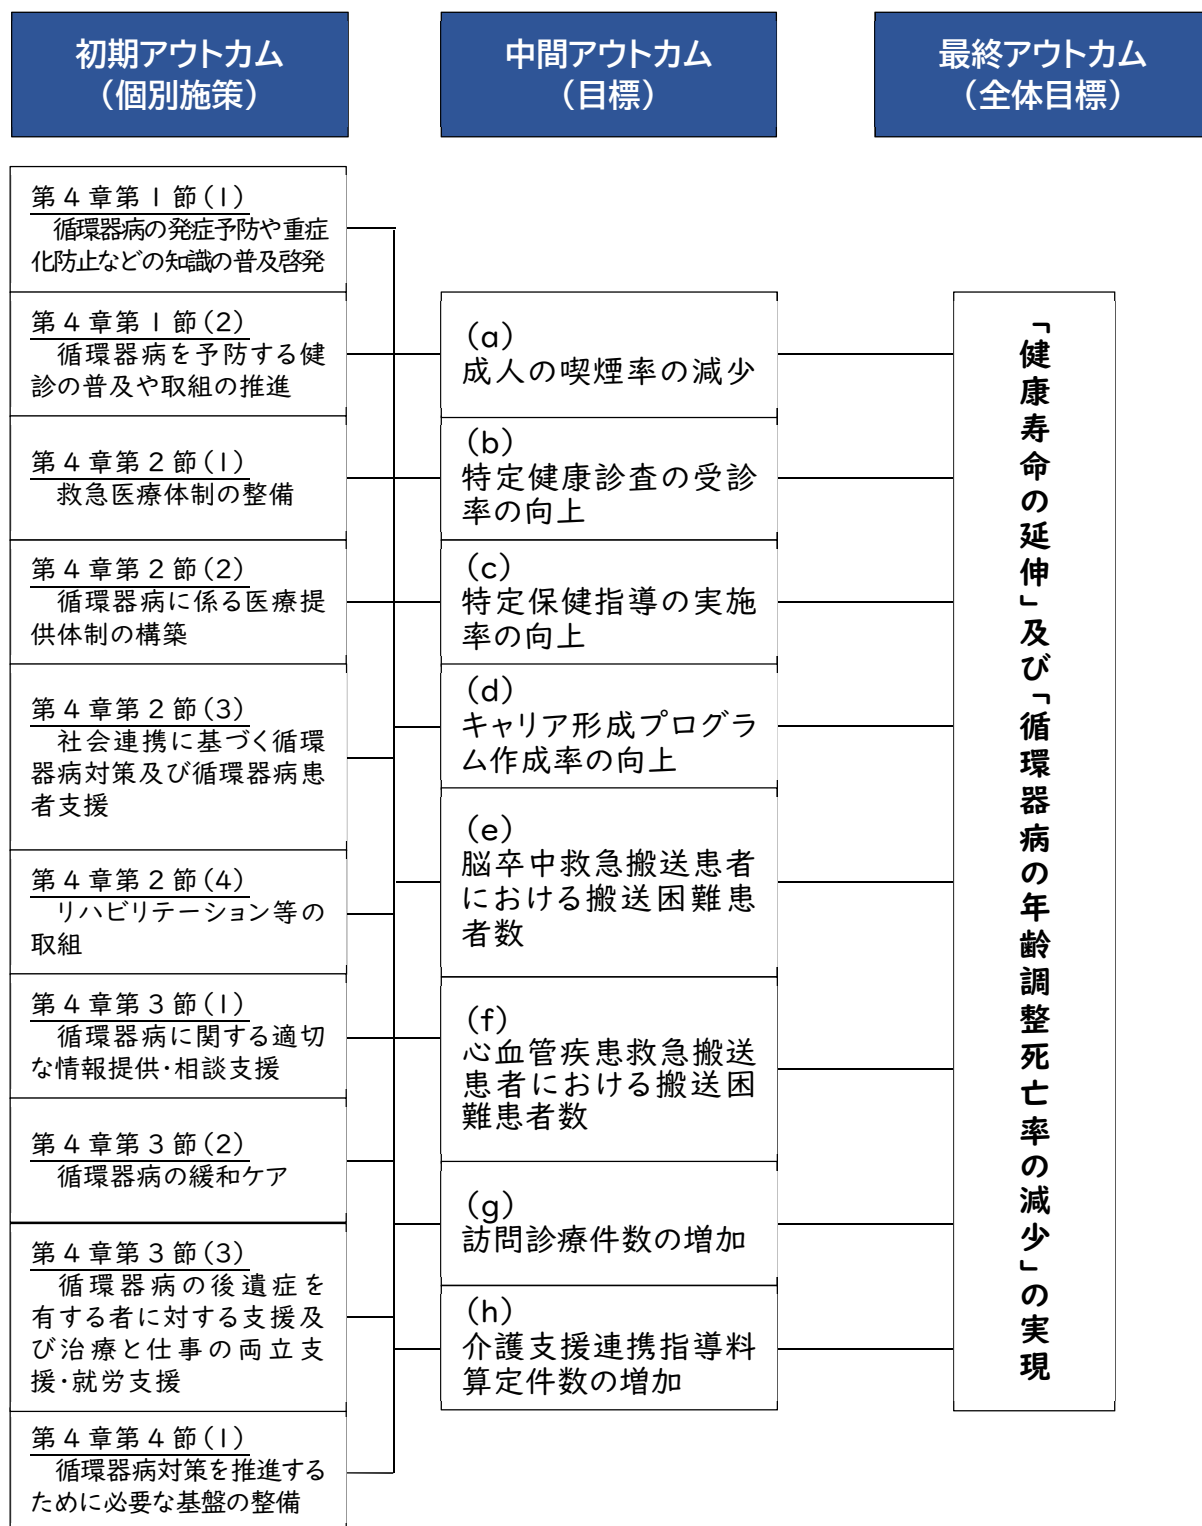 初期アウトカム
（個別施策）
中間アウトカム
（目標）
最終アウトカム
（全体目標）
第4章第1節(1)
循環器病の発症予防や重症
化防止などの知識の普及啓発
第4章第1節(2)
循環器病を予防する健
診の普及や取組の推進
第4章第2節(1)
救急医療体制の整備
第4章第2節(2)
循環器病に係る医療提
供体制の構築
第4章第2節(3)
社会連携に基づく循環
器病対策及び循環器病患
者支援
第4章第2節(4)
リハビリテーション等の
取組
第4章第3節(1)
循環器病に関する適切
な情報提供・相談支援
第4章第3節(2)
循環器病の緩和ケア
第4章第3節(3)
循環器病の後遺症を
有する者に対する支援及
び治療と仕事の両立支
援・就労支援
第4章第4節(1)
循環器病対策を推進する
ために必要な基盤の整備
(a)
成人の喫煙率の減少
(b)
特定健康診査の受診
率の向上
(c)
特定保健指導の実施
率の向上
(d)
キャリア形成プログラ
ム作成率の向上
(e)
脳卒中救急搬送患者
における搬送困難患
者数
(f)
心血管疾患救急搬送
患者における搬送困
難患者数
(g)
訪問診療件数の増加
(h)
介護支援連携指導料
算定件数の増加
「健康寿命の延伸」及び「循環器病の年齢調整死亡率の減少」の実現